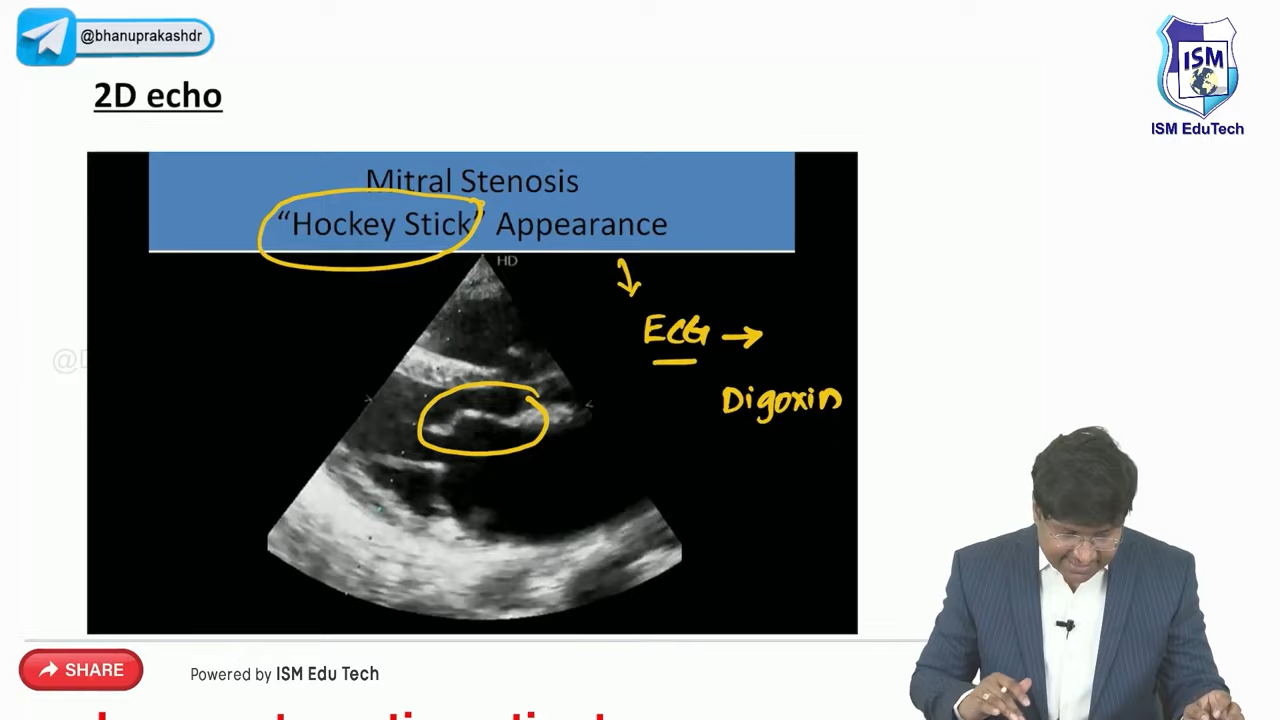 @bhanuprakashdr
ISM
ISM EduTech
2D echo
Mitral Stenosis
“Hockey Stick” Appearance
HD
ECG →
Digoxin
SHARE
Powered by ISM Edu Tech